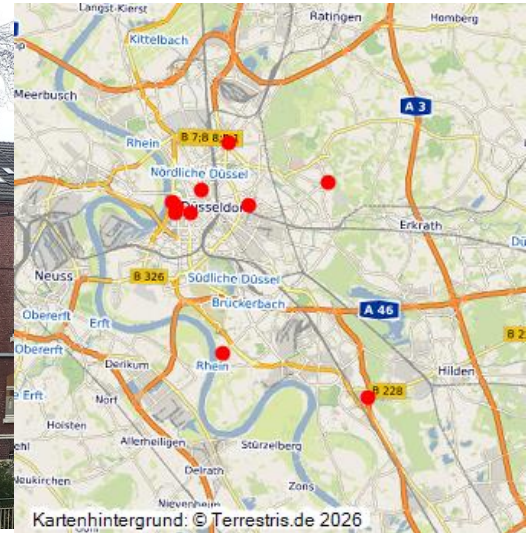 Langst-Kierst
Ratingen
Homberg
Kittelbach
Meerbusch
A 3
Rhein
B 7;B 8;
Nördliche Düssel
Düsseldorf
Erkrath
Neuss
B 326
Südliche Düssel
Brückerbach
Obererft
Erft
A 46
Obererft
Derikum
Rhein
Hilden
B 228
Norf
Erft
Holsten
Allerheiligen
Stürzelberg
Delrath
Zons
Neukirchen
Nievenheim
Kartenhintergrund: © Terrestris.de 2026